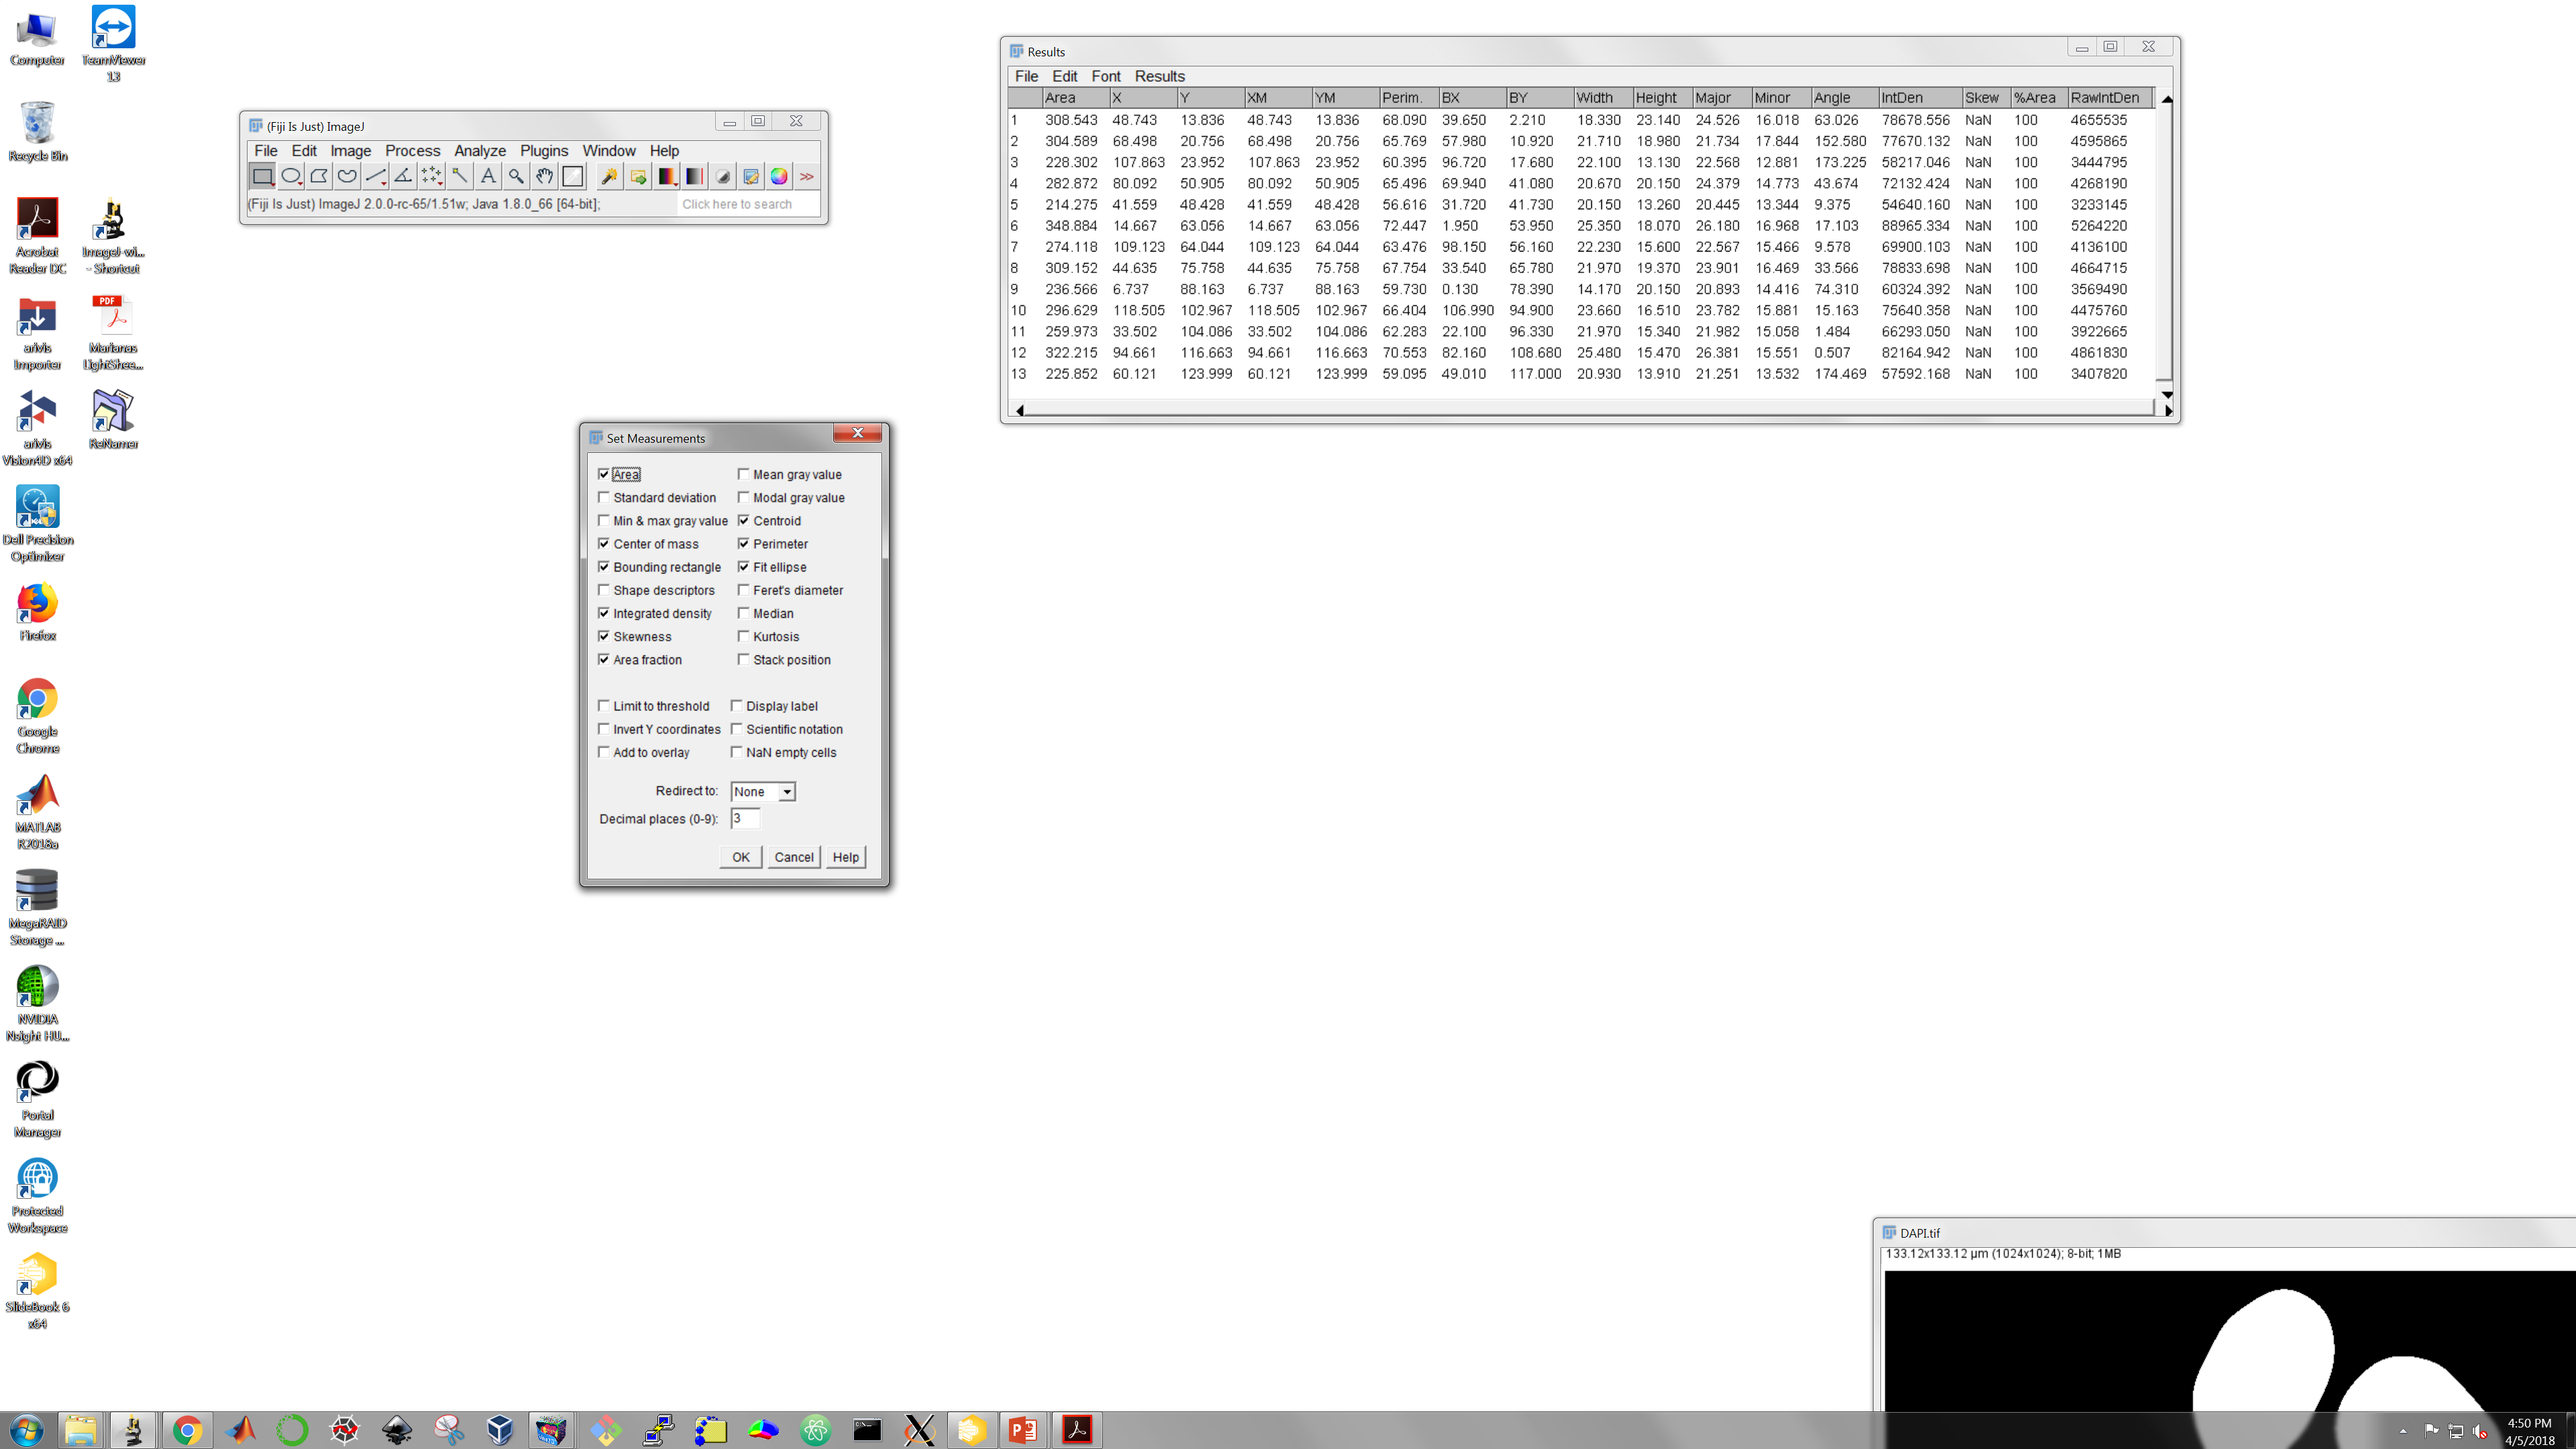 Computer
TeamViewer
13
Recycle Bin
Acrobat
Reader DC
ImageJ-wi...
- Shortcut
arivis
Importer
Marianas
LightShee...
arivis
Vision4D x64
ReNamer
Dell Precision
Optimizer
Firefox
Google
Chrome
MATLAB
R2018a
MegaRAID
Storage ...
NVIDIA
Nsight HU...
Portal
Manager
Protected
Workspace
SlideBook 6
x64
(Fiji Is Just) ImageJ
File Edit Image Process Analyze Plugins Window Help
(Fiji Is Just) ImageJ 2.0.0-rc-65/1.51w; Java 1.8.0_66 [64-bit];
Click here to search
Results
File Edit Font Results
Area X Y XM YM Perim. BX BY Width Height Major Minor Angle IntDen Skew %Area RawIntDen
1 308.543 48.743 13.836 48.743 13.836 68.090 39.650 2.210 18.330 23.140 24.526 16.018 63.026 78678.556 NaN 100 4655535
2 304.589 68.498 20.756 68.498 20.756 65.769 57.980 10.920 21.710 18.980 21.734 17.844 152.580 77670.132 NaN 100 4595865
3 228.302 107.863 23.952 107.863 23.952 60.395 96.720 17.680 22.100 13.130 22.568 12.881 173.225 58217.046 NaN 100 3444795
4 282.872 80.092 50.905 80.092 50.905 65.496 69.940 41.080 20.670 20.150 24.379 14.773 43.674 72132.424 NaN 100 4268190
5 214.275 41.559 48.428 41.559 48.428 56.616 31.720 41.730 20.150 13.260 20.445 13.344 9.375 54640.160 NaN 100 3233145
6 348.884 14.667 63.056 14.667 63.056 72.447 1.950 53.950 25.350 18.070 26.180 16.968 17.103 88965.334 NaN 100 5264220
7 274.118 109.123 64.044 109.123 64.044 63.476 98.150 56.160 22.230 15.600 22.567 15.466 9.578 69900.103 NaN 100 4136100
8 309.152 44.635 75.758 44.635 75.758 67.754 33.540 65.780 21.970 19.370 23.901 16.469 33.566 78833.698 NaN 100 4664715
9 236.566 6.737 88.163 6.737 88.163 59.730 0.130 78.390 14.170 20.150 20.893 14.416 74.310 60324.392 NaN 100 3569490
10 296.629 118.505 102.967 118.505 102.967 66.404 106.990 94.900 23.660 16.510 23.782 15.881 15.163 75640.358 NaN 100 4475760
11 259.973 33.502 104.086 33.502 104.086 62.283 22.100 96.330 21.970 15.340 21.982 15.058 1.484 66293.050 NaN 100 3922665
12 322.215 94.661 116.663 94.661 116.663 70.553 82.160 108.680 25.480 15.470 26.381 15.551 0.507 82164.942 NaN 100 4861830
13 225.852 60.121 123.999 60.121 123.999 59.095 49.010 117.000 20.930 13.910 21.251 13.532 174.469 57592.168 NaN 100 3407820
Set Measurements
Area Mean gray value
Standard deviation Modal gray value
Min & max gray value Centroid
Center of mass Perimeter
Bounding rectangle Fit ellipse
Shape descriptors Feret's diameter
Integrated density Median
Skewness Kurtosis
Area fraction Stack position
Limit to threshold Display label
Invert Y coordinates Scientific notation
Add to overlay NaN empty cells
Redirect to: None
Decimal places (0-9): 3
OK Cancel Help
DAPI.tif
133.12x133.12 µm (1024x1024); 8-bit; 1MB
4:50 PM
4/5/2018